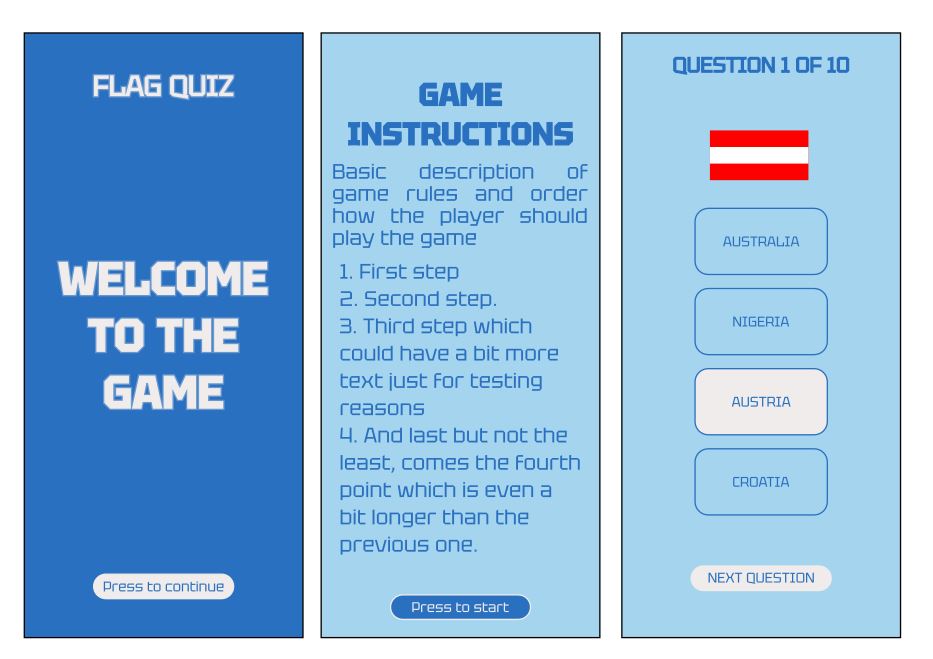 FLAG QUIZ
WELCOME
TO THE
GAME
Press to continue
GAME
INSTRUCTIONS
Basic description of
game rules and order
how the player should
play the game
1. First step
2. Second step.
3. Third step which
could have a bit more
text just for testing
reasons
4. And last but not the
least, comes the fourth
point which is even a
bit longer than the
previous one.
Press to start
QUESTION 1 OF 10
AUSTRALIA
NIGERIA
AUSTRIA
CROATIA
NEXT QUESTION